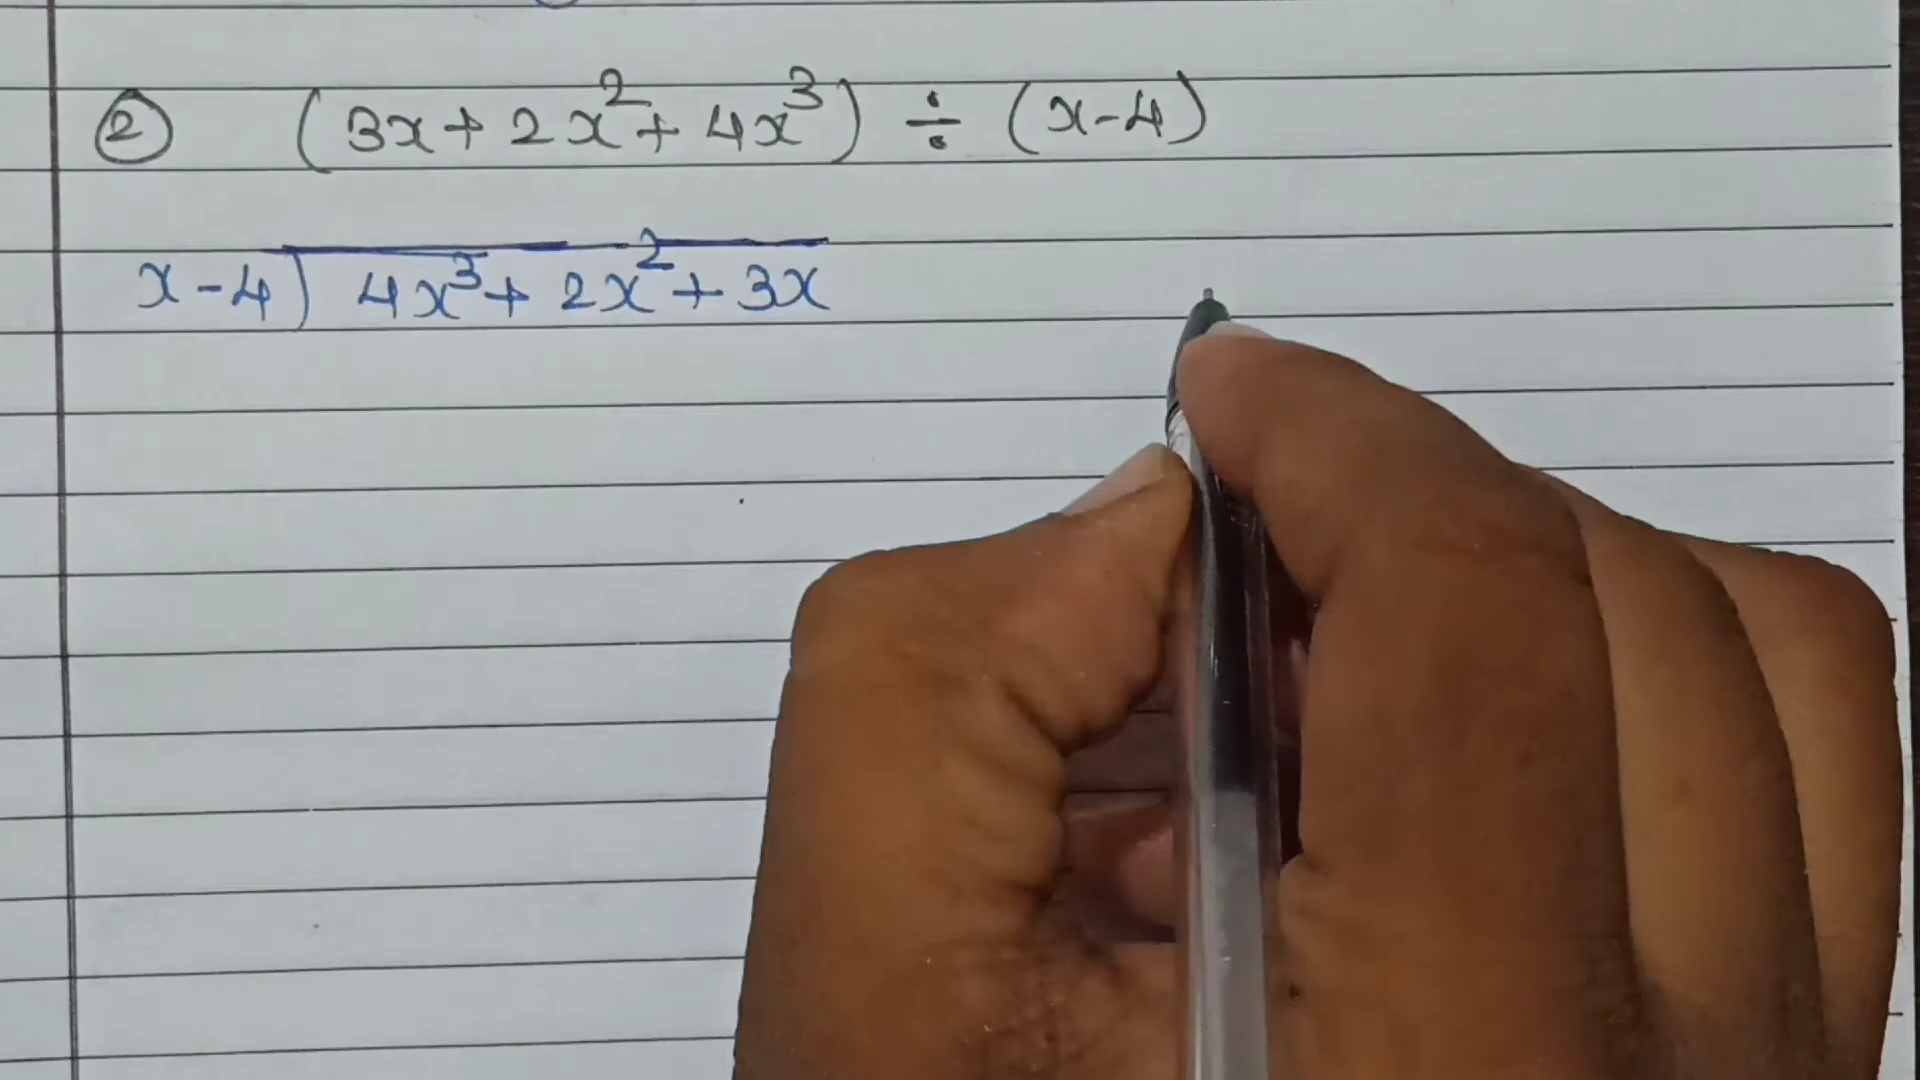 ② (3x + 2x² + 4x³) ÷ (x-4)
x-4) 4x³ + 2x² + 3x